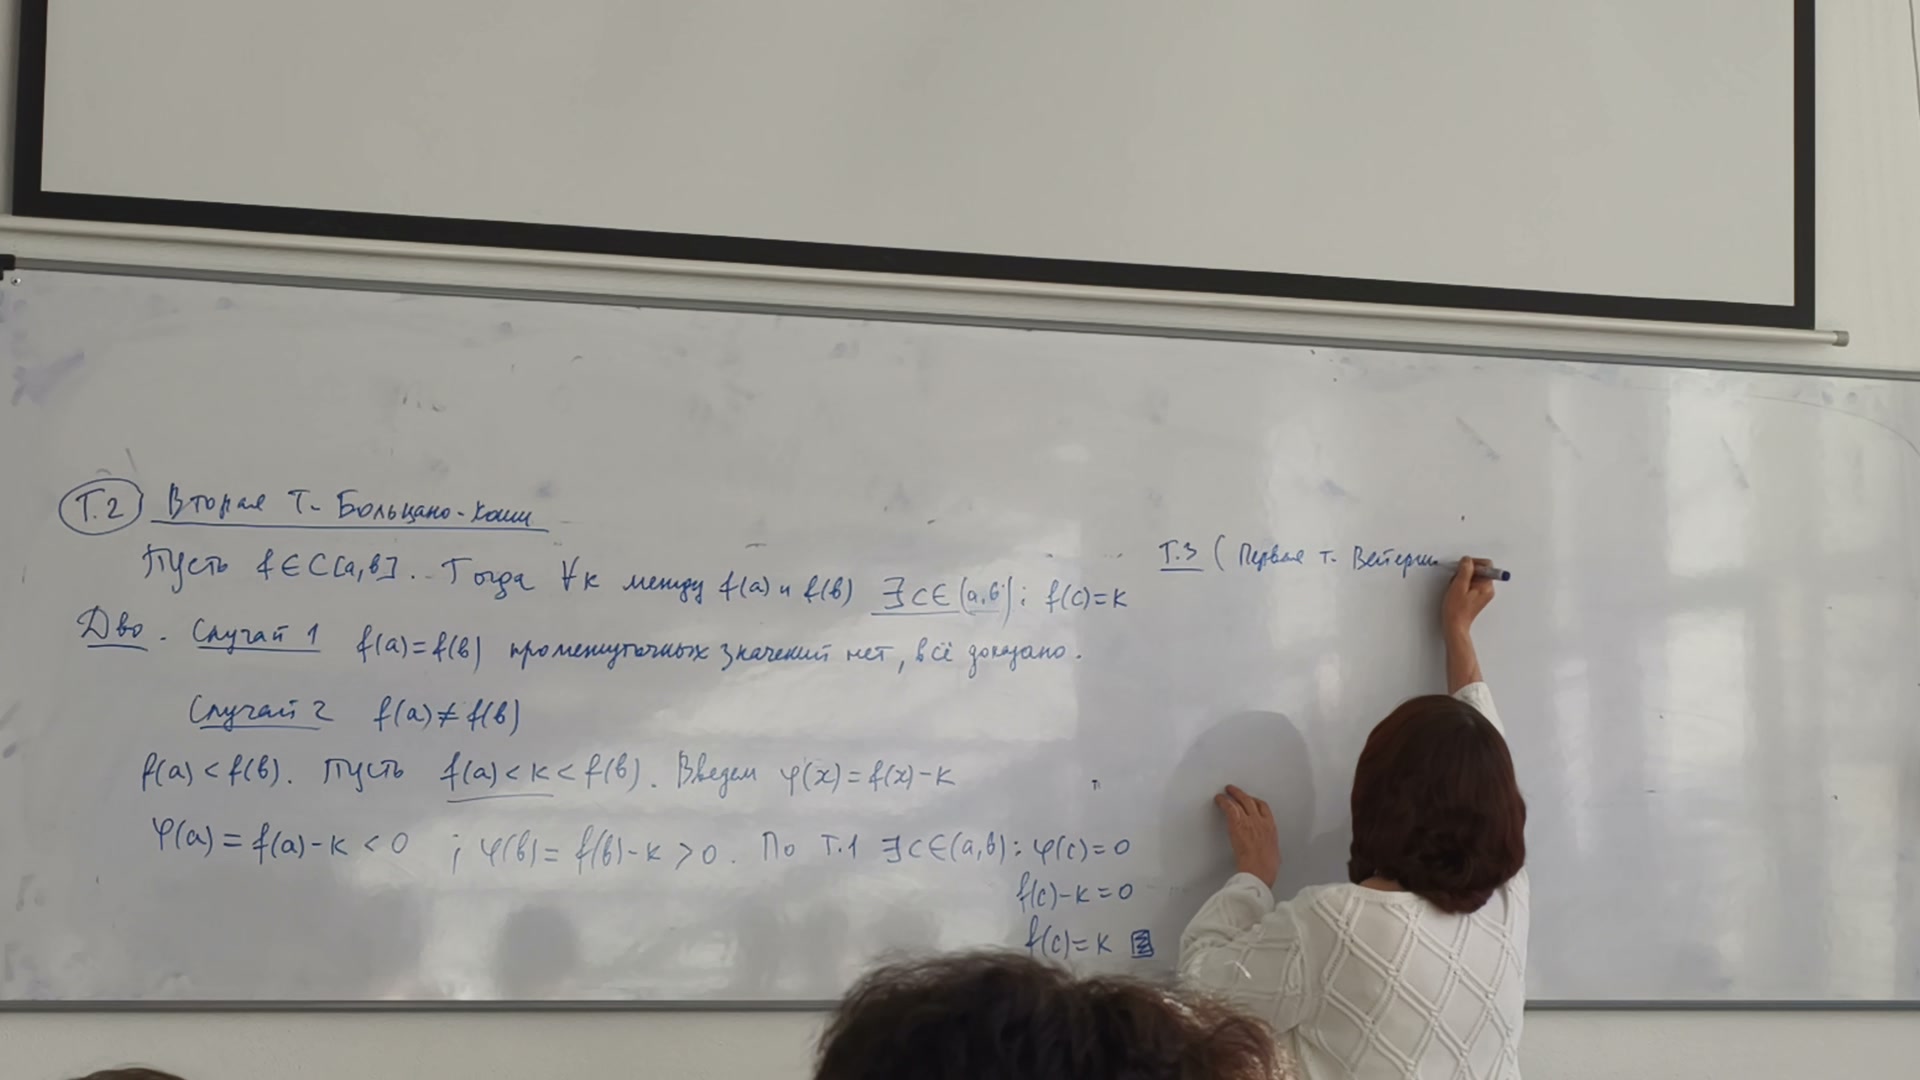 Т.2 Вторая т. Больцано-Коши
Пусть f∈C[a,b]. Тогда ∀k между f(a) и f(b) ∃c∈(a,b): f(c)=k
Дво. Случай 1 f(a)=f(b) промежуточных значений нет, всё доказано.
Случай 2 f(a)≠f(b)
f(a)<f(b). Пусть f(a)<k<f(b). Введем φ(x)=f(x)-k
φ(a)=f(a)-k<0 ; φ(b)=f(b)-k>0. По Т.1 ∃c∈(a,b): φ(c)=0
f(c)-k=0
f(c)=k
Т.3 (Первая т. Вейерш